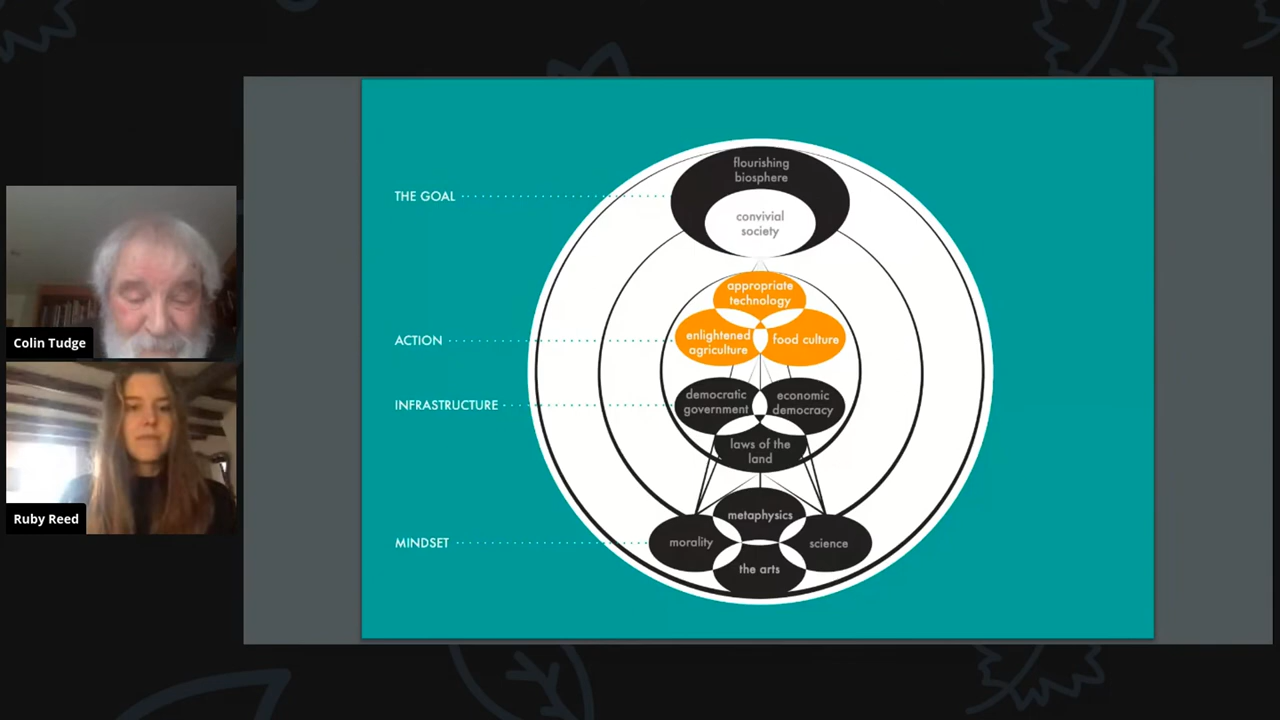 Colin Tudge
Ruby Reed
THE GOAL
flourishing
biosphere
convivial
society
ACTION
appropriate
technology
enlightened
agriculture
food culture
INFRASTRUCTURE
democratic
government
economic
democracy
laws of the
land
MINDSET
metaphysics
morality
science
the arts